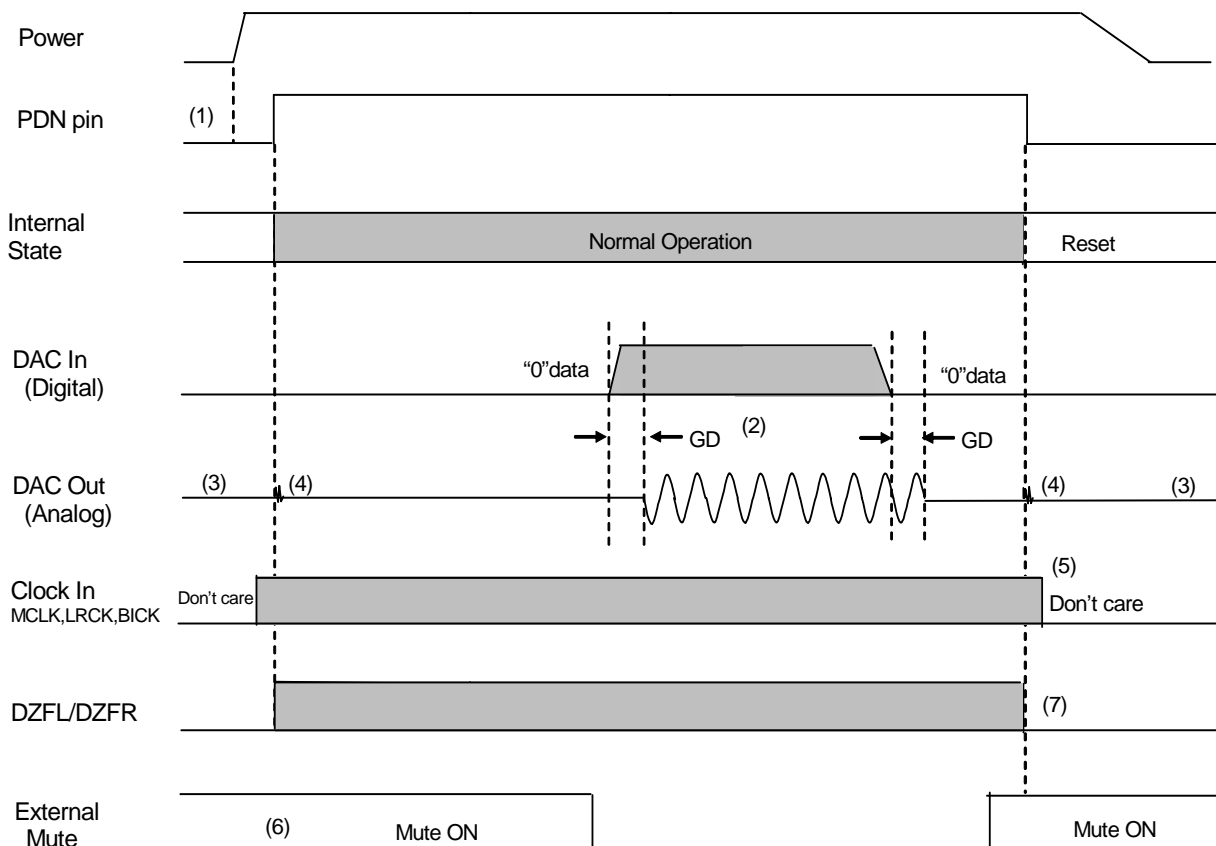 Power
PDN pin
(1)
Internal
State
Normal Operation
Reset
DAC In
(Digital)
“0”data
“0”data
(2)
GD
GD
DAC Out
(Analog)
(3)
(4)
(4)
(3)
Clock In
MCLK,LRCK,BICK
Don’t care
(5)
Don’t care
DZFL/DZFR
(7)
External
Mute
(6)
Mute ON
Mute ON